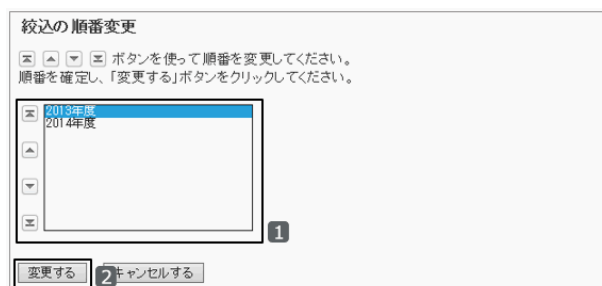 絞込の順番変更
ボタンを使って順番を変更してください。
順番を確定し、「変更する」ボタンをクリックしてください。
2013年度
2014年度
1
変更する 2 キャンセルする